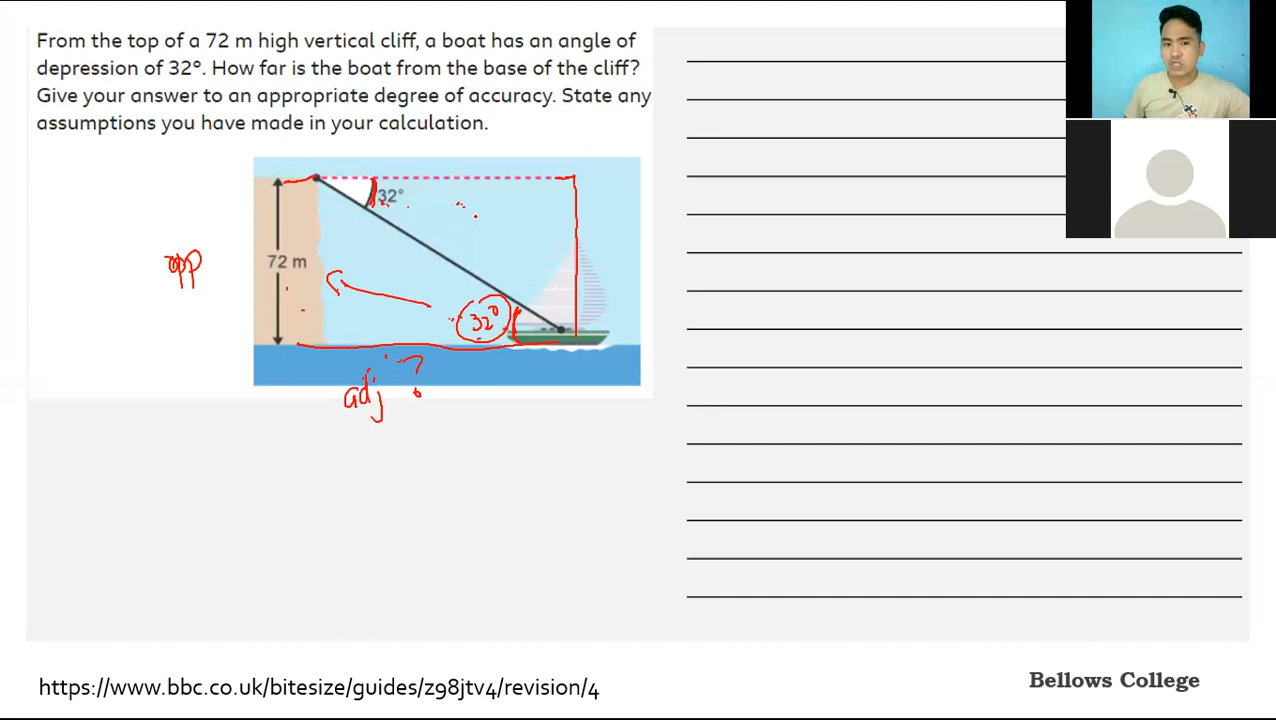 From the top of a 72 m high vertical cliff, a boat has an angle of
depression of 32°. How far is the boat from the base of the cliff?
Give your answer to an appropriate degree of accuracy. State any
assumptions you have made in your calculation.
32°
opp
72 m
32°
adj ?
https://www.bbc.co.uk/bitesize/guides/z98jtv4/revision/4
Bellows College